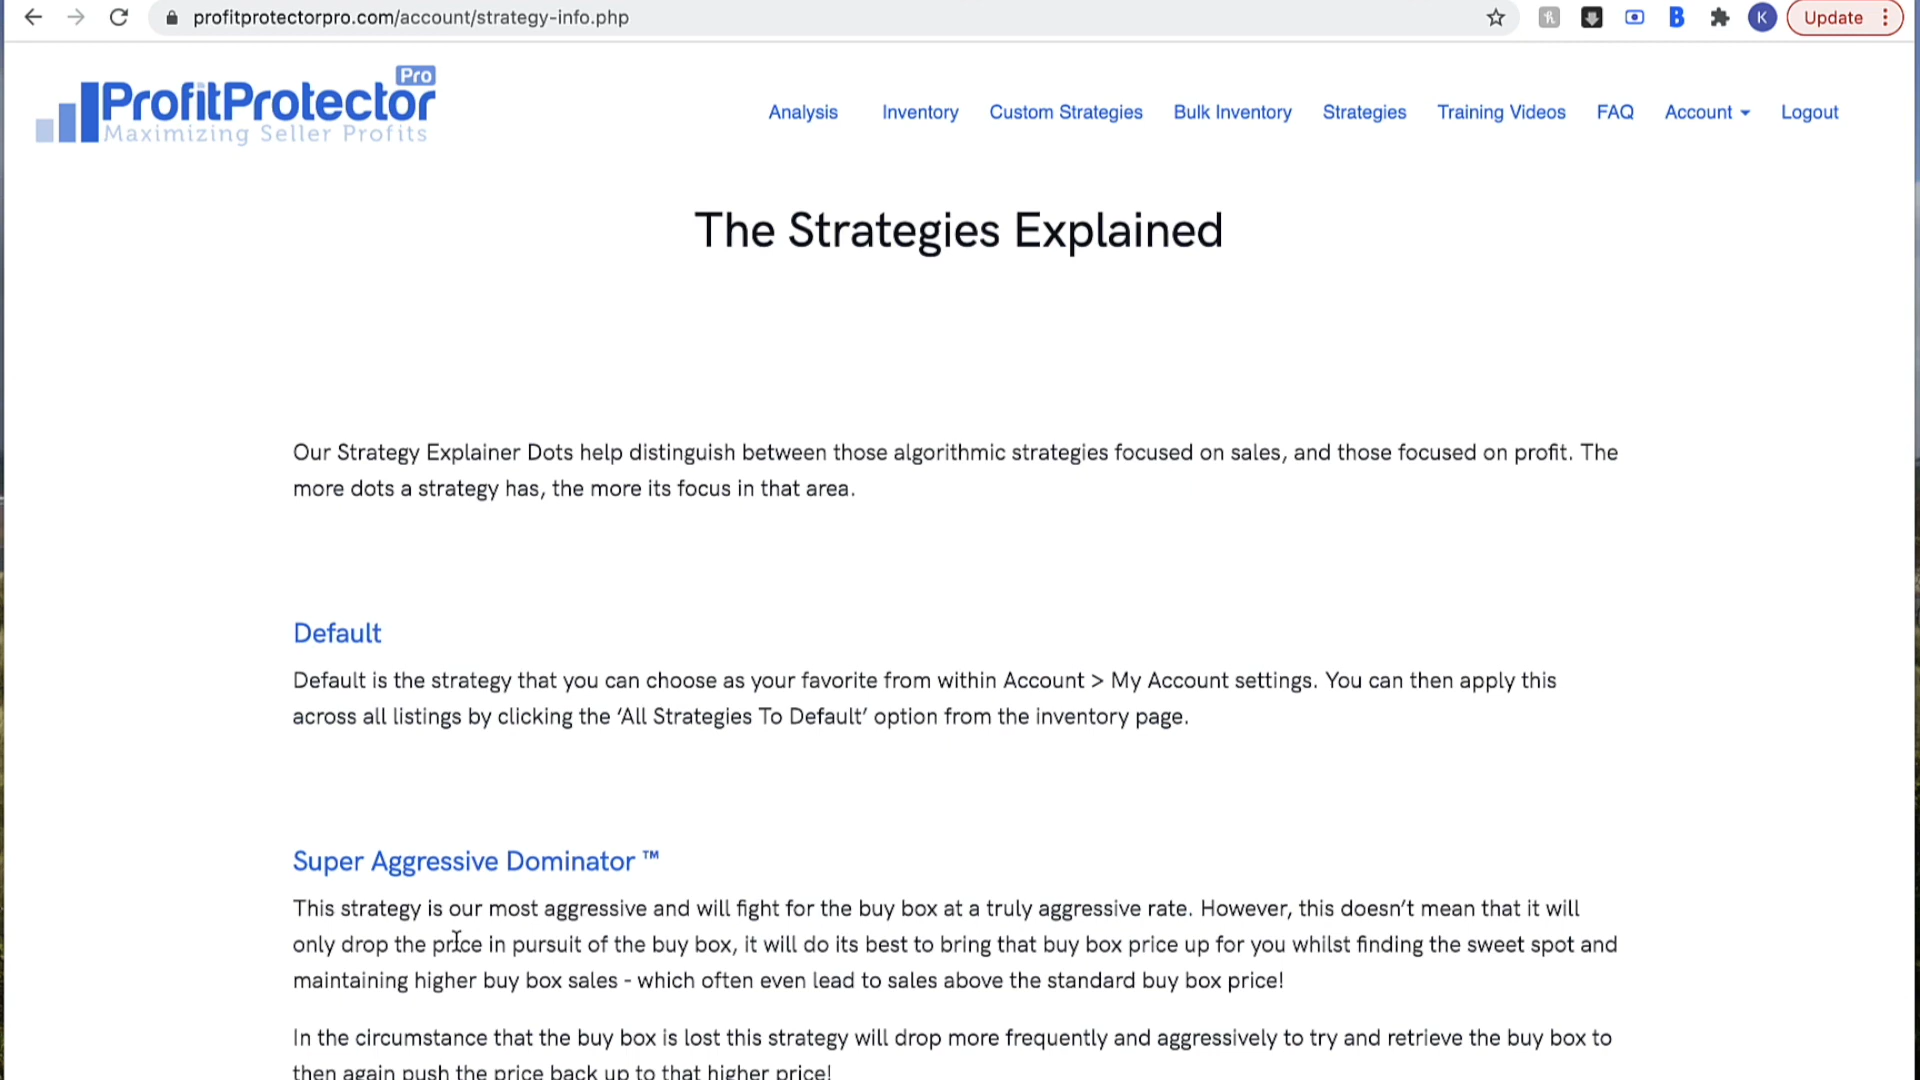 profitprotectorpro.com/account/strategy-info.php
K
Update
B
ProfitProtector Pro
Maximizing Seller Profits
Analysis
Inventory
Custom Strategies
Bulk Inventory
Strategies
Training Videos
FAQ
Account
Logout
The Strategies Explained
Our Strategy Explainer Dots help distinguish between those algorithmic strategies focused on sales, and those focused on profit. The
more dots a strategy has, the more its focus in that area.
Default
Default is the strategy that you can choose as your favorite from within Account > My Account settings. You can then apply this
across all listings by clicking the ‘All Strategies To Default’ option from the inventory page.
Super Aggressive Dominator ™
This strategy is our most aggressive and will fight for the buy box at a truly aggressive rate. However, this doesn’t mean that it will
only drop the price in pursuit of the buy box, it will do its best to bring that buy box price up for you whilst finding the sweet spot and
maintaining higher buy box sales - which often even lead to sales above the standard buy box price!
In the circumstance that the buy box is lost this strategy will drop more frequently and aggressively to try and retrieve the buy box to
then again push the price back up to that higher price!